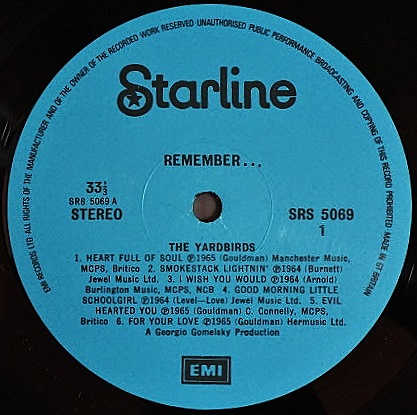 EMI RECORDS LTD ALL RIGHTS OF THE MANUFACTURER AND OF THE OWNER OF THE RECORDED WORK RESERVED UNAUTHORISED PUBLIC PERFORMANCE BROADCASTING AND COPYING OF THIS RECORD PROHIBITED MADE IN GT BRITAIN
Starline
REMEMBER...
33⅓
SRS 5069 A
STEREO
SRS 5069
1
THE YARDBIRDS
1. HEART FULL OF SOUL ℗1965 (Gouldman) Manchester Music,
MCPS, Britico 2. SMOKESTACK LIGHTNIN' ℗1964 (Burnett)
Jewel Music Ltd. 3. I WISH YOU WOULD ℗1964 (Arnold)
Burlington Music, MCPS, NCB 4. GOOD MORNING LITTLE
SCHOOLGIRL ℗1964 (Level—Love) Jewel Music Ltd. 5. EVIL
HEARTED YOU ℗1965 (Gouldman) C. Connelly, MCPS,
Britico 6. FOR YOUR LOVE ℗1965 (Gouldman) Hermusic Ltd.
A Georgio Gomelsky Production
EMI